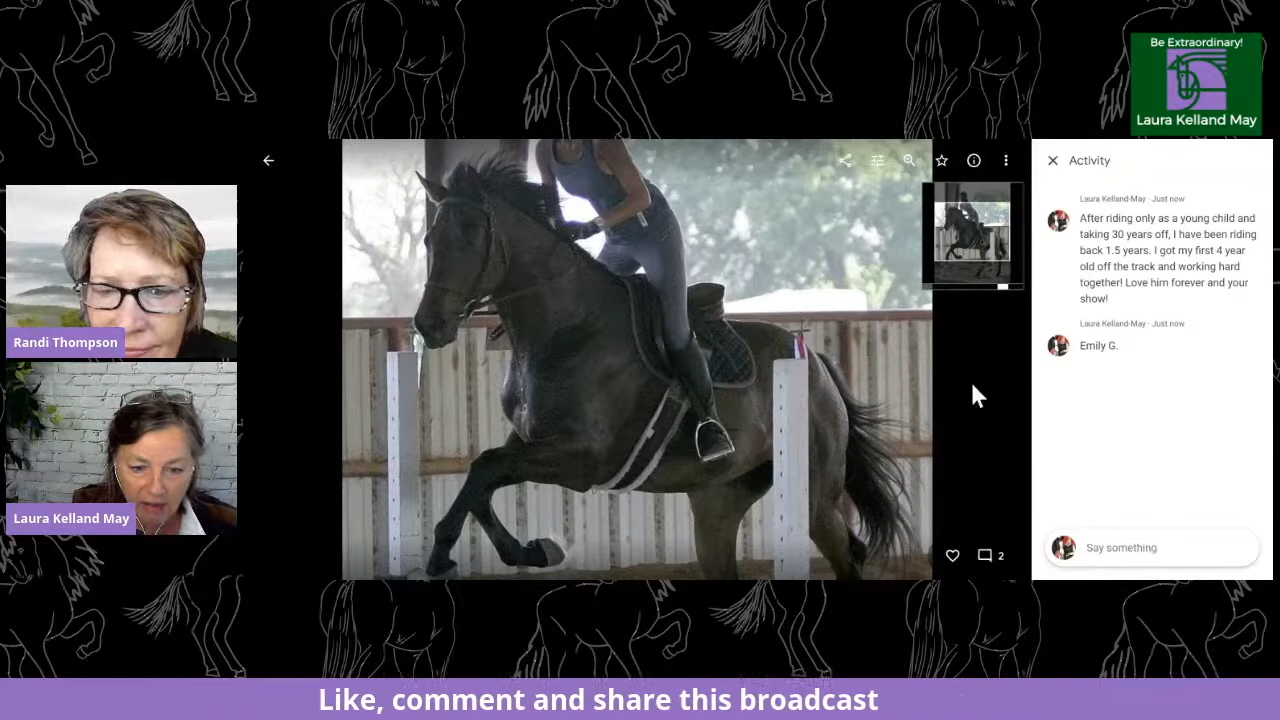 Be Extraordinary!
Laura Kelland May
Activity
Laura Kelland-May · Just now
After riding only as a young child and
taking 30 years off, I have been riding
back 1.5 years. I got my first 4 year
old off the track and working hard
together! Love him forever and your
show!
Laura Kelland-May · Just now
Emily G.
Randi Thompson
Laura Kelland May
2
Say something
Like, comment and share this broadcast